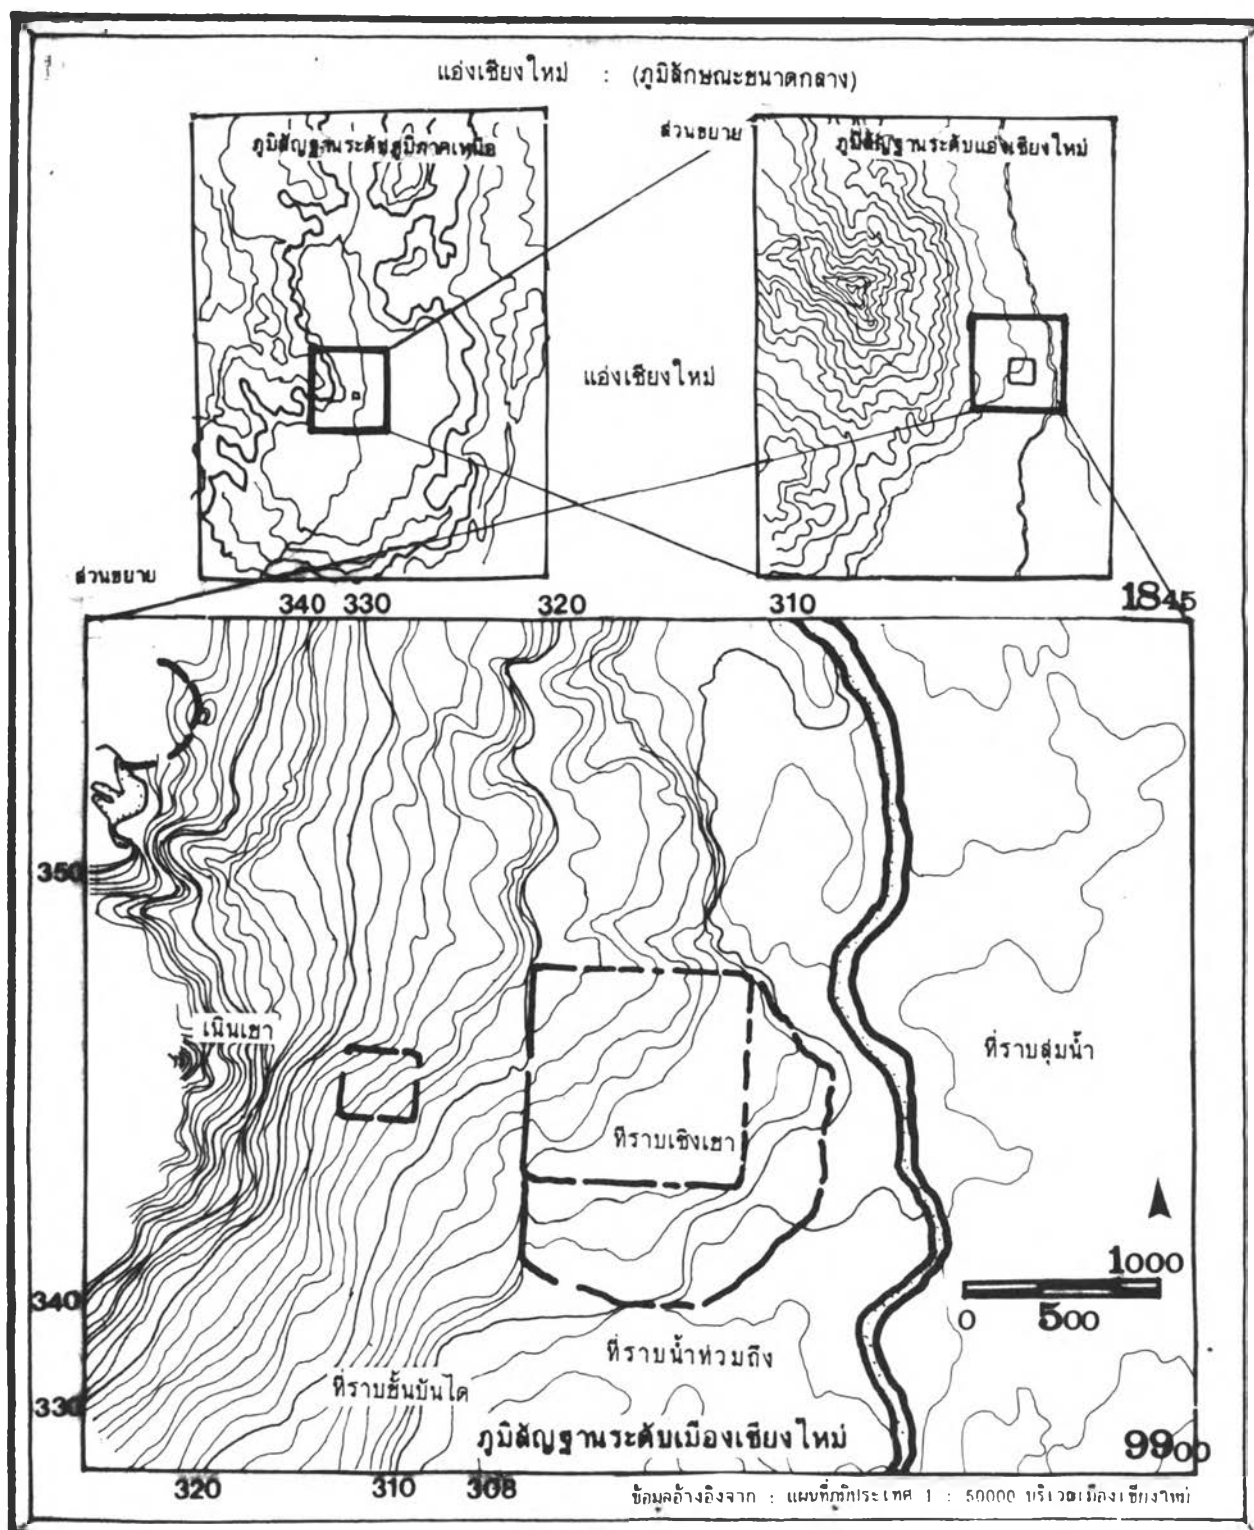 แอ่งเชียงใหม่ : (ภูมิลักษณะขนาดกลาง)
ภูมิสัญฐานระดับภูมิภาคเหนือ
ส่วนขยาย
ภูมิสัญฐานระดับแอ่งเชียงใหม่
แอ่งเชียงใหม่
ส่วนขยาย
340 330 320 310 1845
350
เนินเขา
ที่ราบลุ่มน้ำ
ที่ราบเชิงเขา
1000
0 500
340
ที่ราบน้ำท่วมถึง
ที่ราบขั้นบันได
330
ภูมิสัญฐานระดับเมืองเชียงใหม่
9900
320 310 308
ข้อมูลอ้างอิงจาก : แผนที่ภูมิประเทศ 1 : 50000 บริเวณเมืองเชียงใหม่